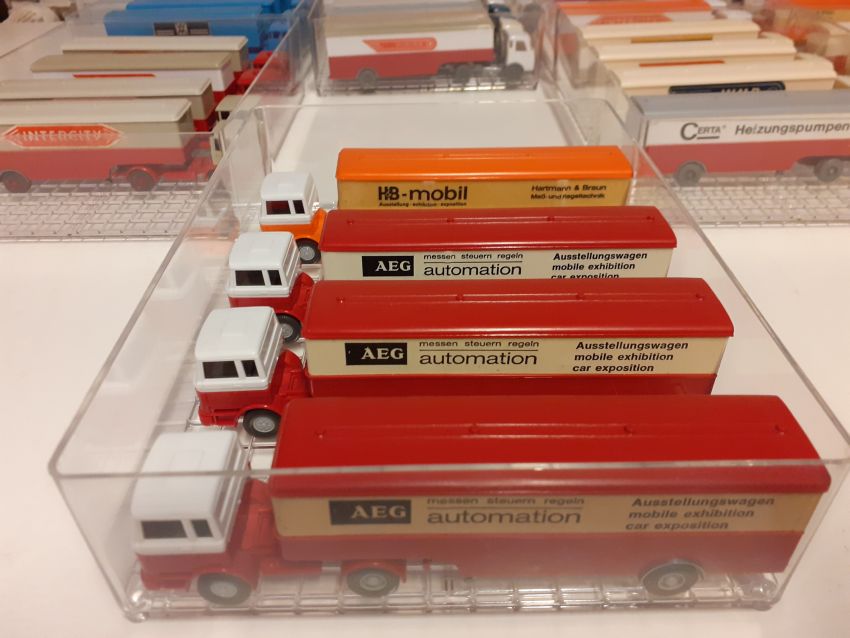 INTERCITY
CERTA® Heizungspumpen
H&B-mobil
Ausstellung · exhibition · exposition
Hartmann & Braun
Meß- und regeltechnik
AEG
messen steuern regeln
automation
Ausstellungswagen
mobile exhibition
car exposition
AEG
messen steuern regeln
automation
Ausstellungswagen
mobile exhibition
car exposition
AEG
messen steuern regeln
automation
Ausstellungswagen
mobile exhibition
car exposition